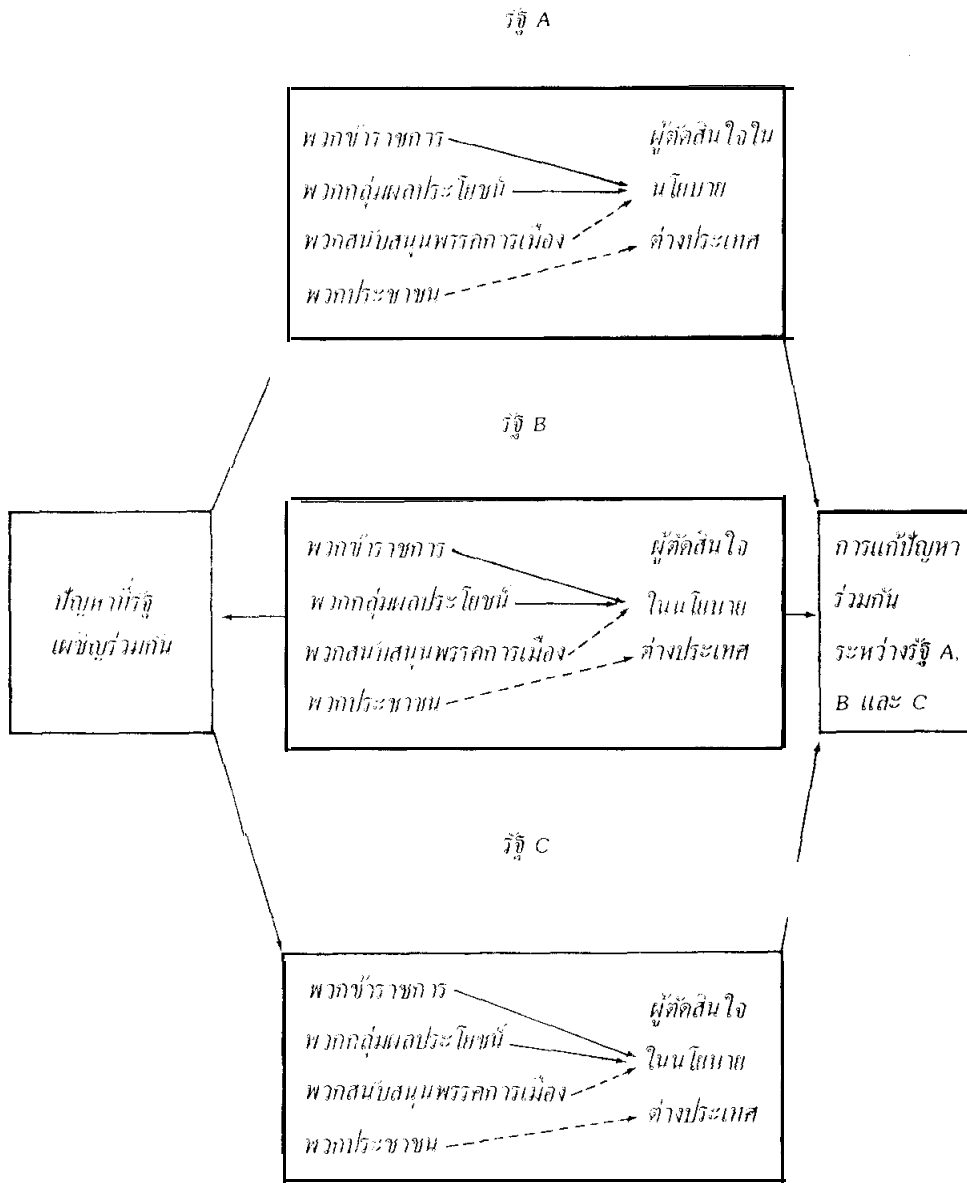 รัฐ A
พวกข้าราชการ
ผู้ตัดสินใจใน
พวกกลุ่มผลประโยชน์
นโยบาย
พวกสนับสนุนพรรคการเมือง
ต่างประเทศ
พวกประชาชน
รัฐ B
ปัญหาที่รัฐ
เผชิญร่วมกัน
พวกข้าราชการ
ผู้ตัดสินใจ
พวกกลุ่มผลประโยชน์
ในนโยบาย
พวกสนับสนุนพรรคการเมือง
ต่างประเทศ
พวกประชาชน
การแก้ปัญหา
ร่วมกัน
ระหว่างรัฐ A,
B และ C
รัฐ C
พวกข้าราชการ
ผู้ตัดสินใจ
พวกกลุ่มผลประโยชน์
ในนโยบาย
พวกสนับสนุนพรรคการเมือง
ต่างประเทศ
พวกประชาชน